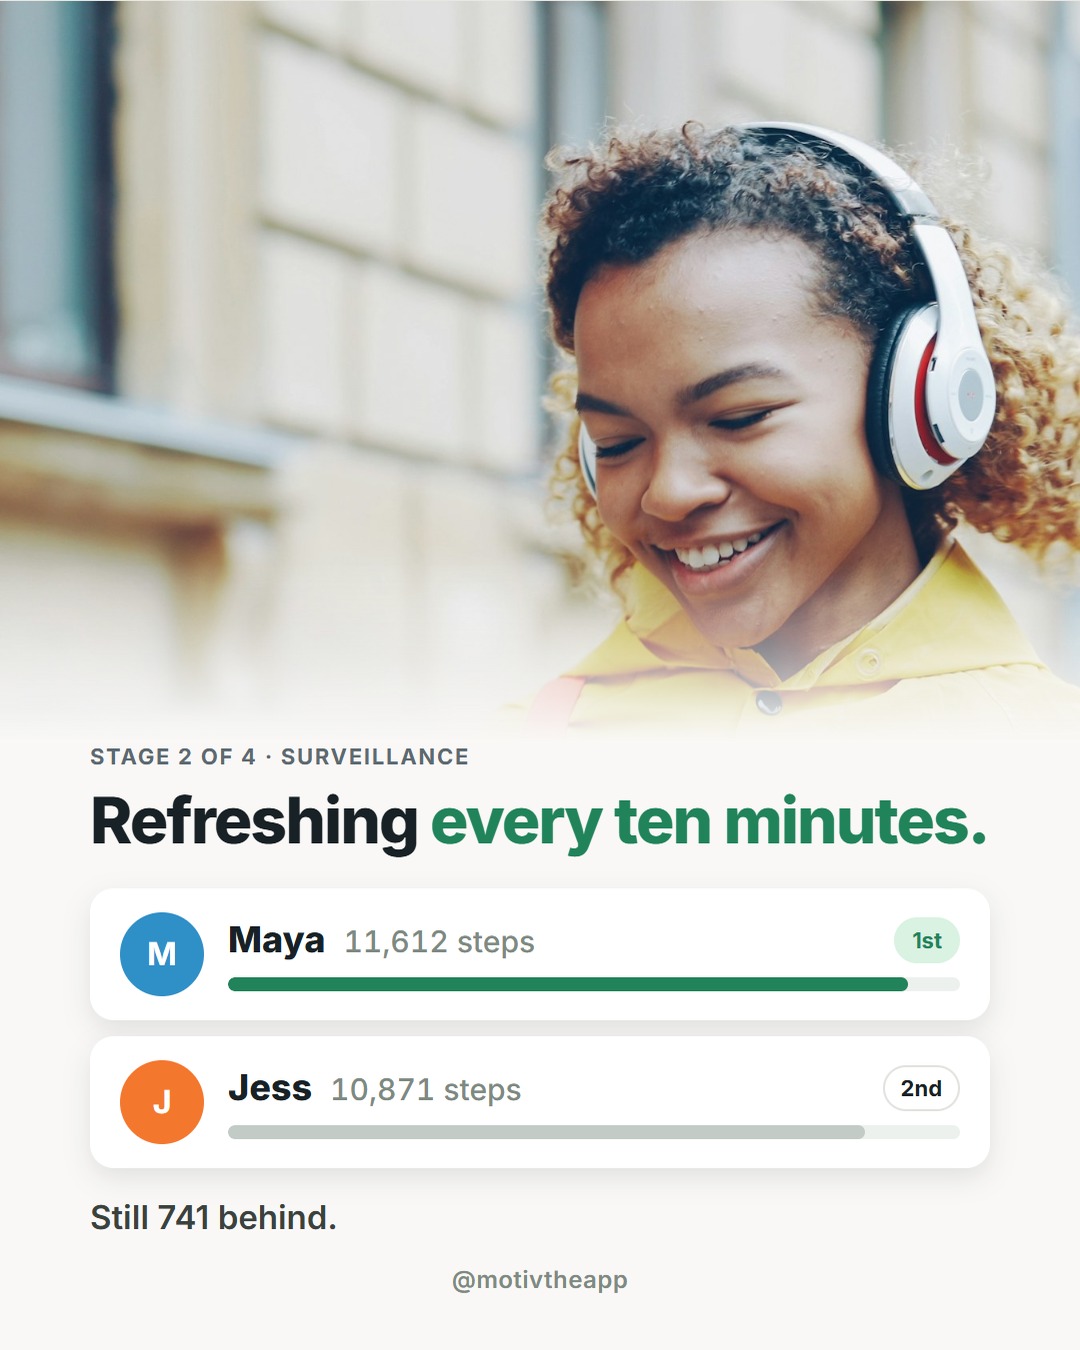 STAGE 2 OF 4 · SURVEILLANCE
Refreshing every ten minutes.
M
Maya 11,612 steps
1st
J
Jess 10,871 steps
2nd
Still 741 behind.
@motivtheapp